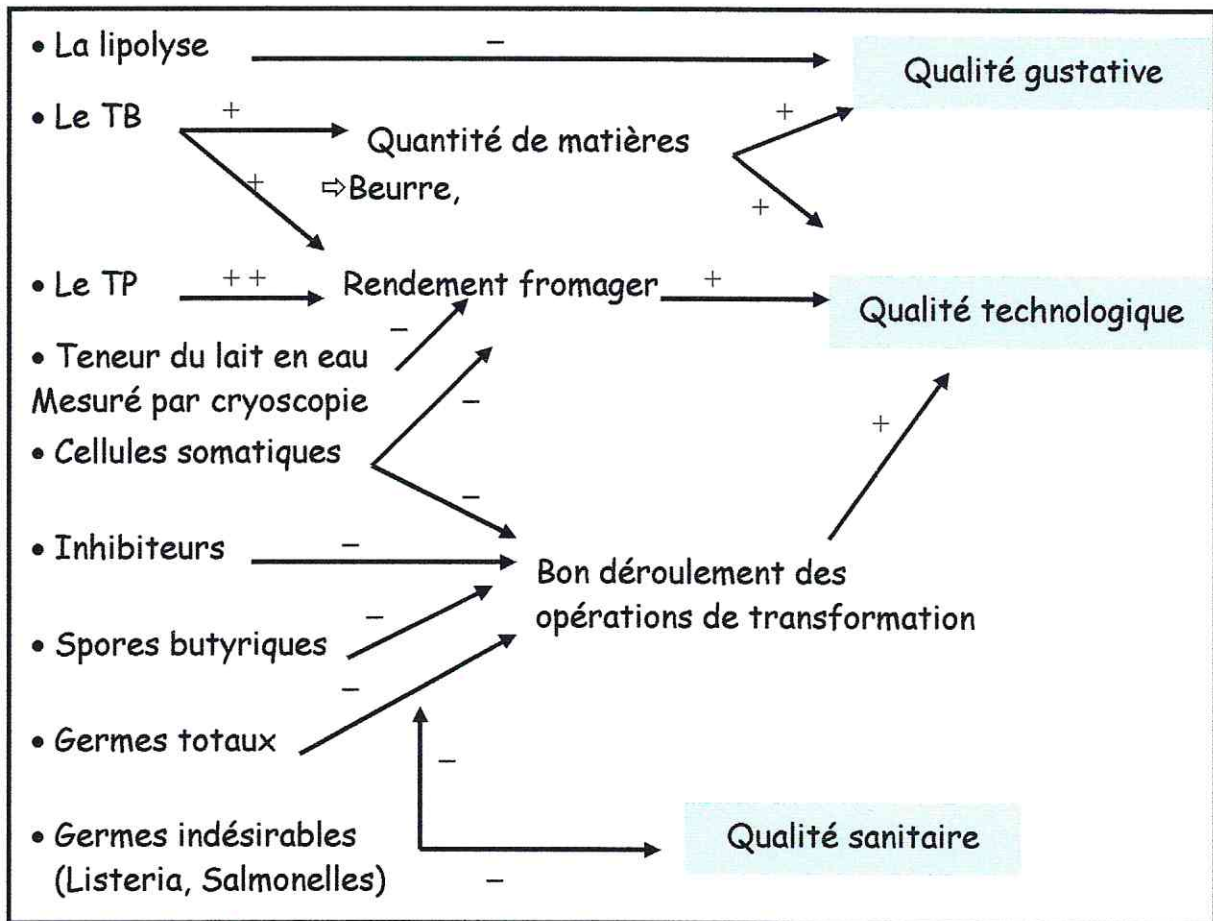 • La lipolyse
–
Qualité gustative
• Le TB
+
Quantité de matières
+
+
⇨Beurre,
+
• Le TP
++
Rendement fromager
+
Qualité technologique
–
• Teneur du lait en eau
Mesuré par cryoscopie
–
+
• Cellules somatiques
–
• Inhibiteurs
–
Bon déroulement des
opérations de transformation
–
• Spores butyriques
–
• Germes totaux
–
• Germes indésirables
(Listeria, Salmonelles)
–
Qualité sanitaire